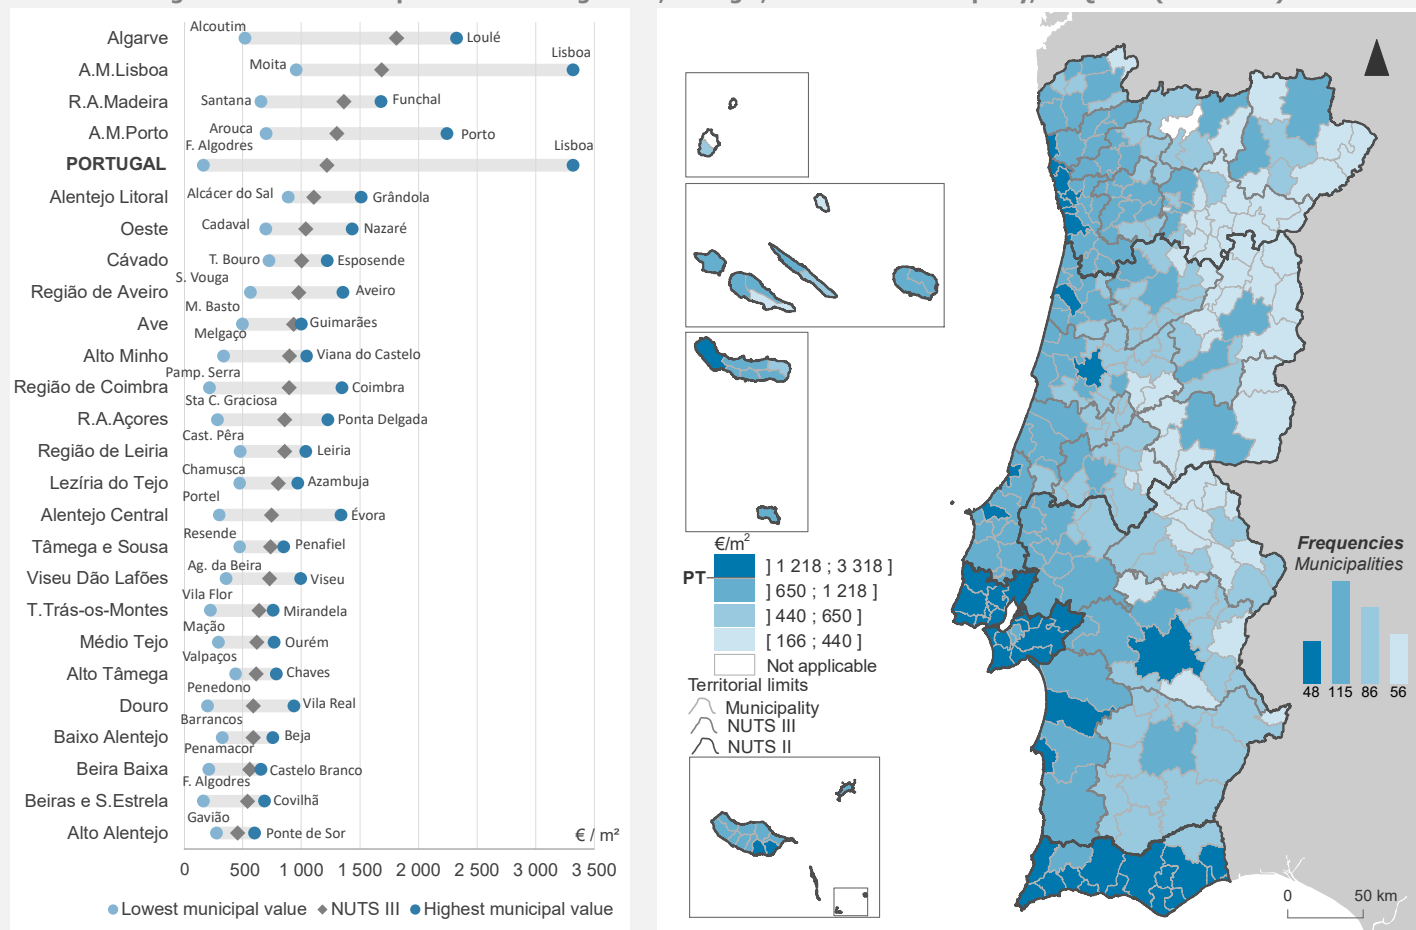 Alcoutim
Algarve
Loulé
Lisboa
A.M.Lisboa
Moita
R.A.Madeira
Santana
Funchal
A.M.Porto
Arouca
Porto
F. Algodres
Lisboa
PORTUGAL
Alentejo Litoral
Alcácer do Sal
Grândola
Oeste
Cadaval
Nazaré
Cávado
T. Bouro
Esposende
S. Vouga
Região de Aveiro
Aveiro
M. Basto
Ave
Guimarães
Melgaço
Alto Minho
Viana do Castelo
Pamp. Serra
Região de Coimbra
Coimbra
Sta C. Graciosa
R.A.Açores
Ponta Delgada
Cast. Pêra
Região de Leiria
Leiria
Chamusca
Lezíria do Tejo
Azambuja
Portel
Alentejo Central
Évora
Resende
Tâmega e Sousa
Penafiel
Ag. da Beira
Viseu Dão Lafões
Viseu
Vila Flor
T.Trás-os-Montes
Mirandela
Mação
Médio Tejo
Ourém
Valpaços
Alto Tâmega
Chaves
Penedono
Douro
Vila Real
Barrancos
Baixo Alentejo
Beja
Penamacor
Beira Baixa
Castelo Branco
F. Algodres
Beiras e S.Estrela
Covilhã
Gavião
Alto Alentejo
Ponte de Sor
€ / m²
0 500 1 000 1 500 2 000 2 500 3 000 3 500
Lowest municipal value NUTS III Highest municipal value
€/m²
PT
] 1 218 ; 3 318 ]
] 650 ; 1 218 ]
] 440 ; 650 ]
[ 166 ; 440 ]
Not applicable
Territorial limits
Municipality
NUTS III
NUTS II
Frequencies
Municipalities
48 115 86 56
0 50 km